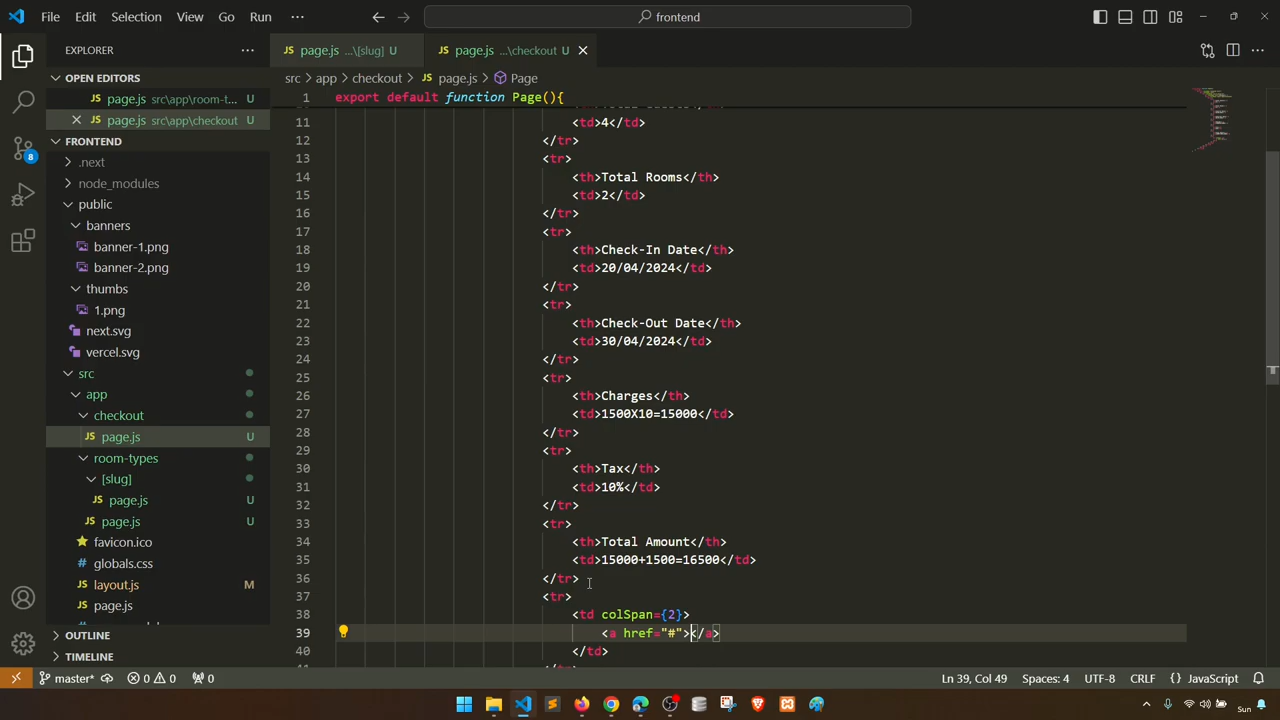 File Edit Selection View Go Run ··· frontend
EXPLORER ···
JS page.js ...\[slug] U
JS page.js ...\checkout U
OPEN EDITORS
JS page.js src\app\room-t... U
JS page.js src\app\checkout U
FRONTEND
.next
node_modules
public
banners
banner-1.png
banner-2.png
thumbs
1.png
next.svg
vercel.svg
src
app
checkout
JS page.js U
room-types
[slug]
JS page.js U
JS page.js U
favicon.ico
globals.css
JS layout.js M
JS page.js U
OUTLINE
TIMELINE
src > app > checkout > JS page.js > Page
1 export default function Page(){
11 <td>4</td>
12 </tr>
13 <tr>
14 <th>Total Rooms</th>
15 <td>2</td>
16 </tr>
17 <tr>
18 <th>Check-In Date</th>
19 <td>20/04/2024</td>
20 </tr>
21 <tr>
22 <th>Check-Out Date</th>
23 <td>30/04/2024</td>
24 </tr>
25 <tr>
26 <th>Charges</th>
27 <td>1500X10=15000</td>
28 </tr>
29 <tr>
30 <th>Tax</th>
31 <td>10%</td>
32 </tr>
33 <tr>
34 <th>Total Amount</th>
35 <td>15000+1500=16500</td>
36 </tr>
37 <tr>
38 <td colSpan={2}>
39 <a href="#"></a>
40 </td>
8
master* 0 0 0 Ln 39, Col 49 Spaces: 4 UTF-8 CRLF {} JavaScript
Sun